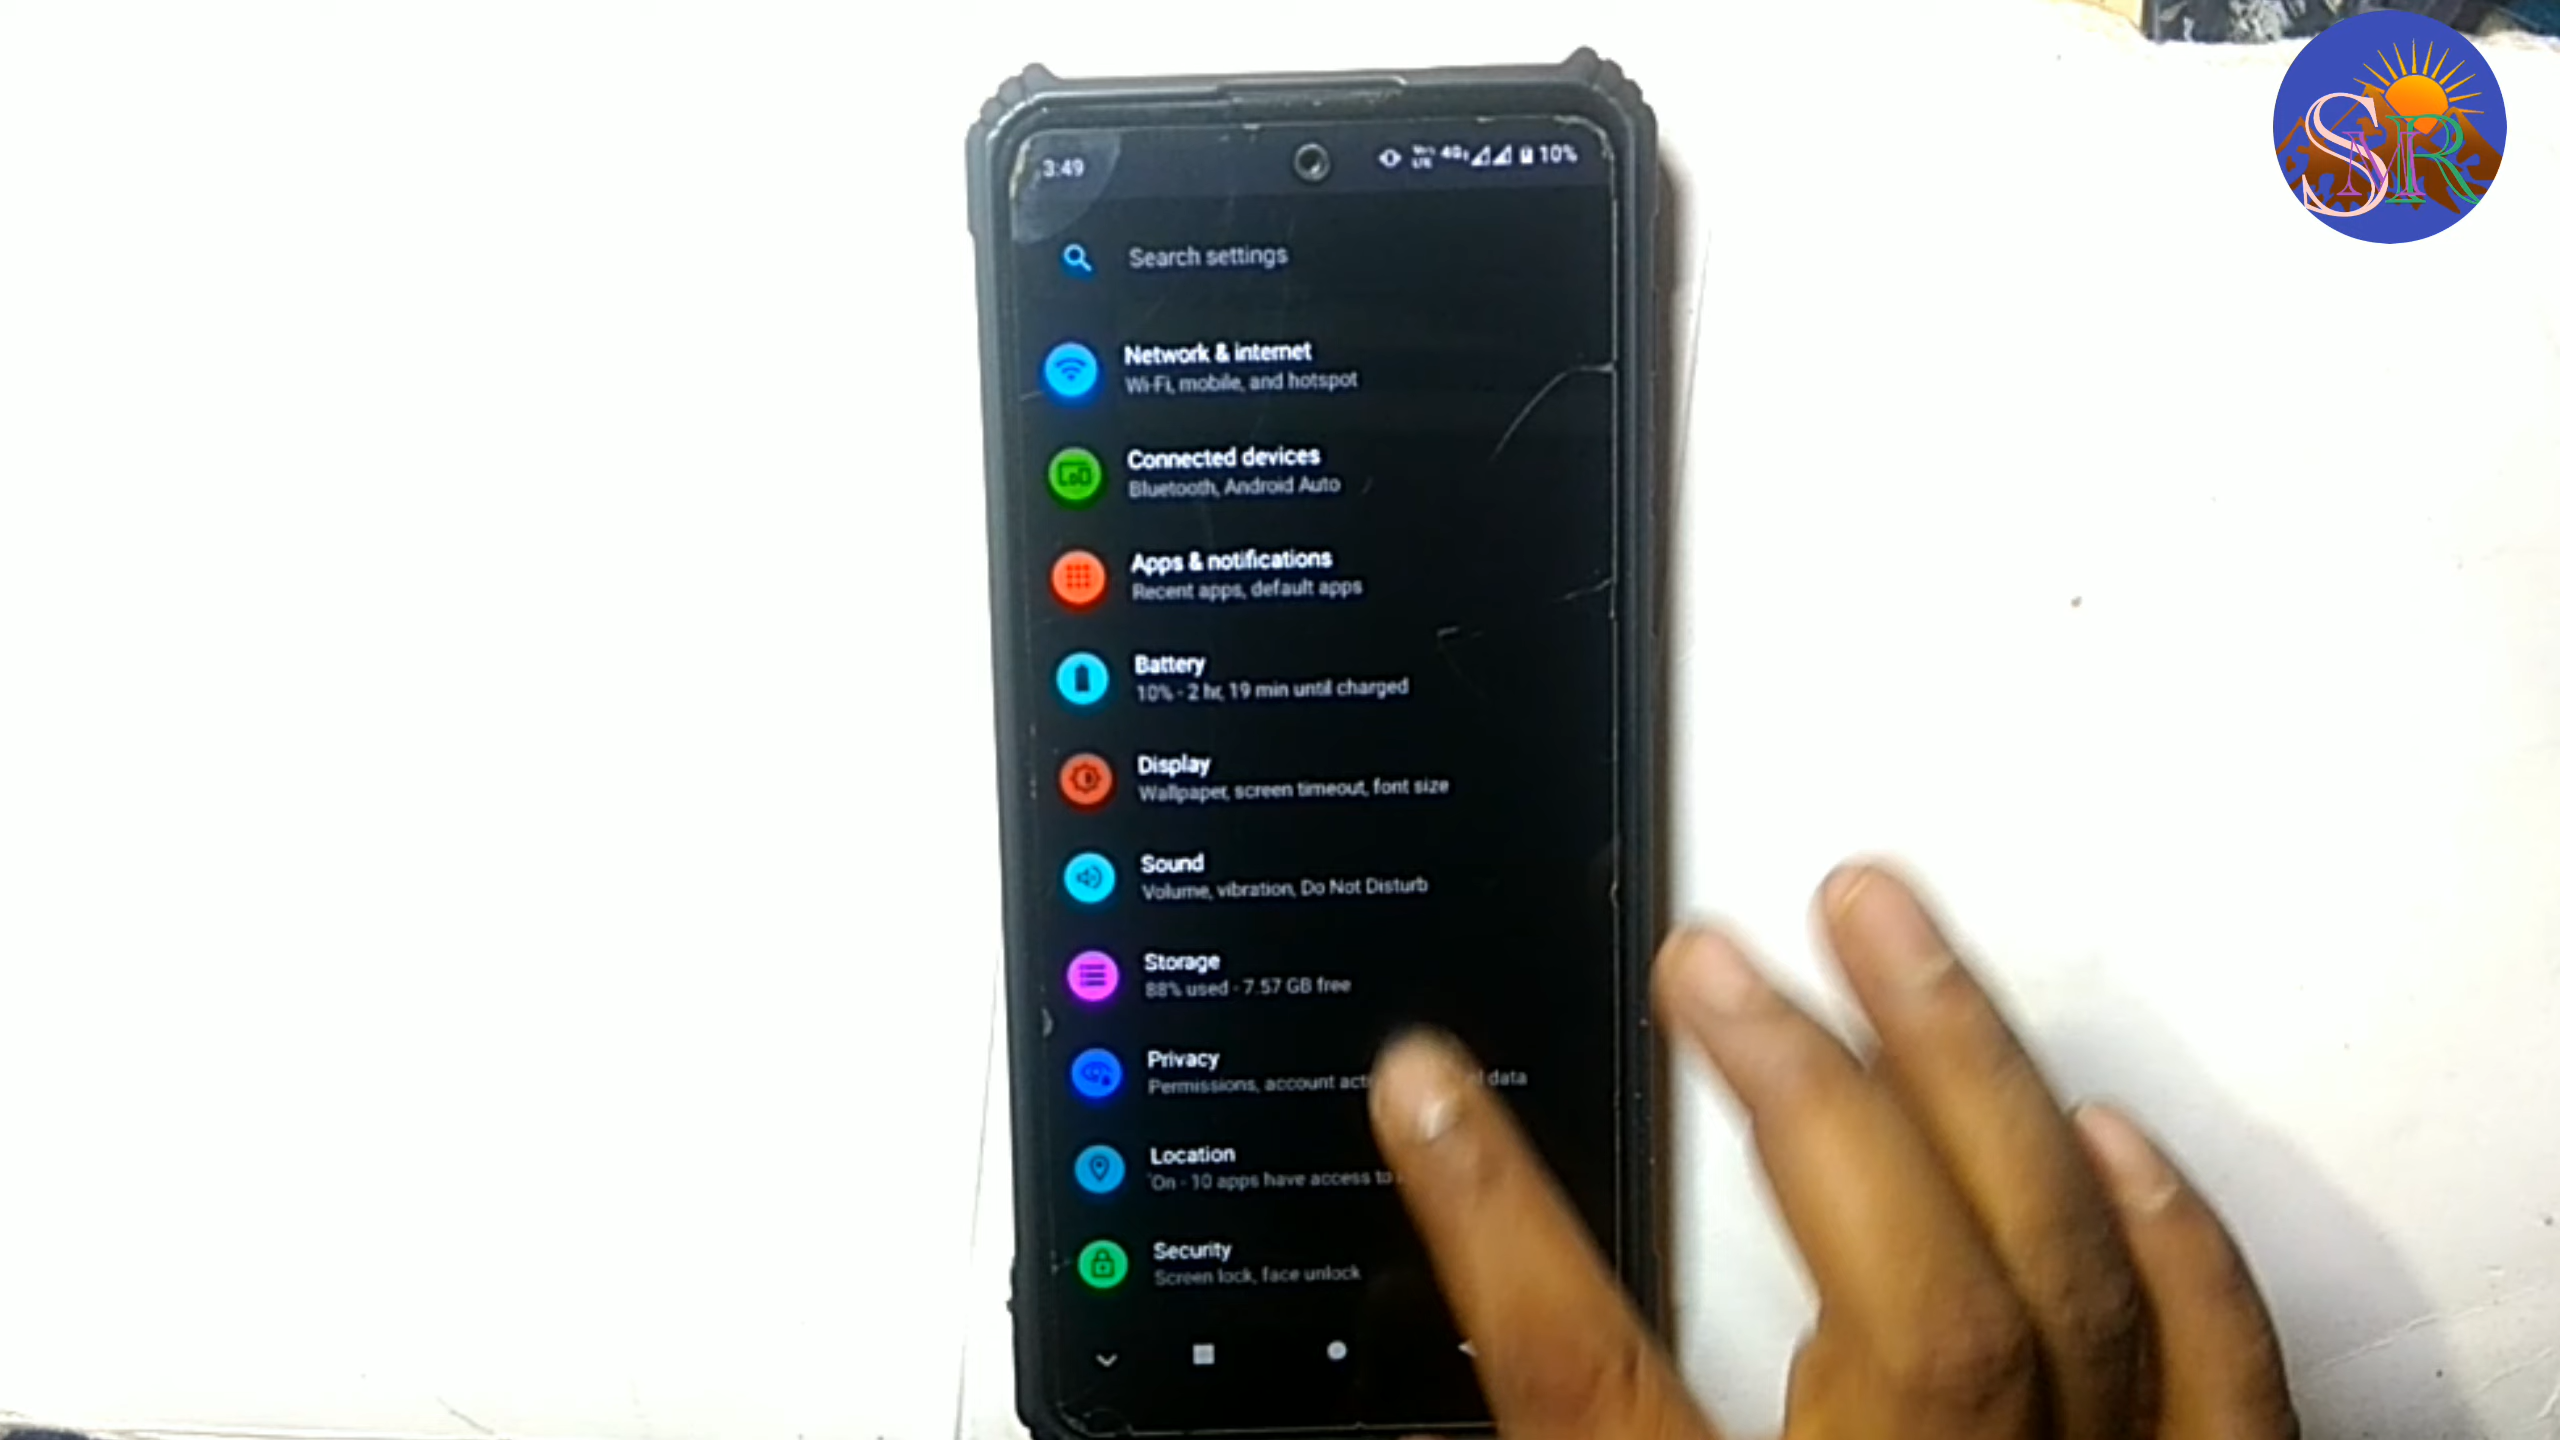 3:49
4G 10%
Search settings
Network & internet
Wi-Fi, mobile, and hotspot
Connected devices
Bluetooth, Android Auto
Apps & notifications
Recent apps, default apps
Battery
10% - 2 hr, 19 min until charged
Display
Wallpaper, screen timeout, font size
Sound
Volume, vibration, Do Not Disturb
Storage
88% used - 7.57 GB free
Privacy
Permissions, account data
Location
On - 10 apps have access to
Security
Screen lock, face unlock
SMR